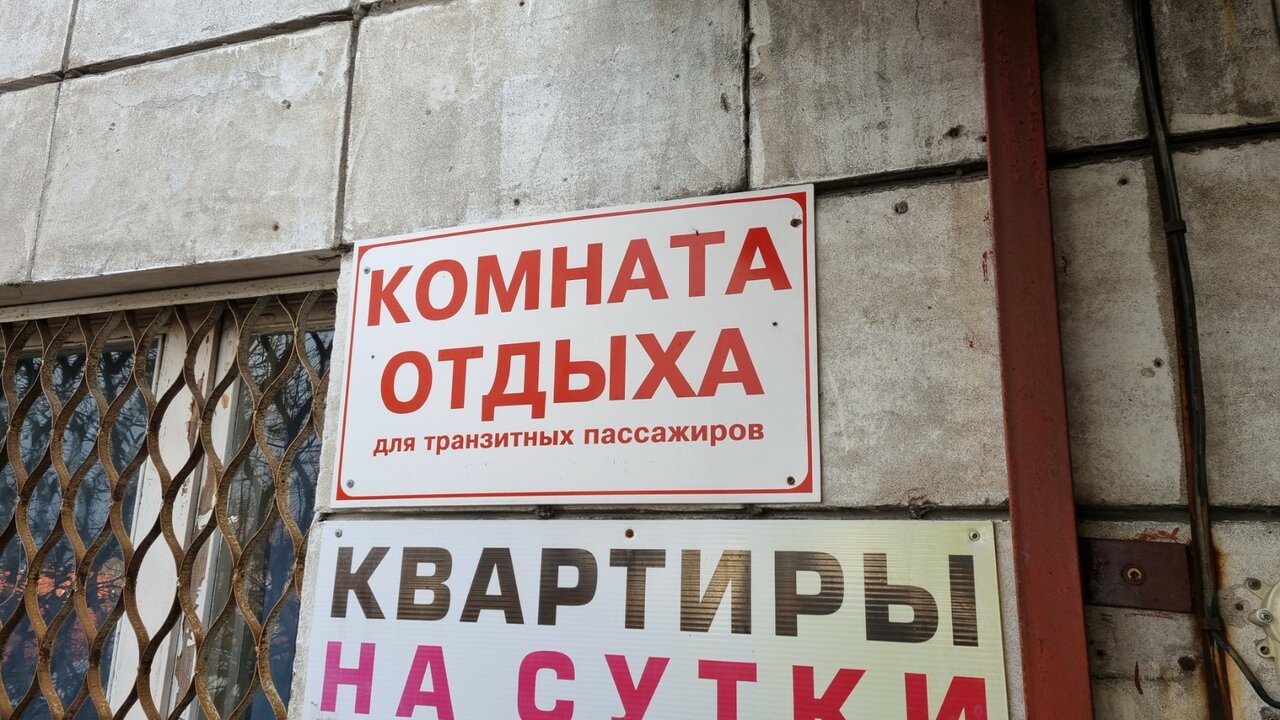 КОМНАТА
ОТДЫХА
для транзитных пассажиров
КВАРТИРЫ
НА СУТКИ